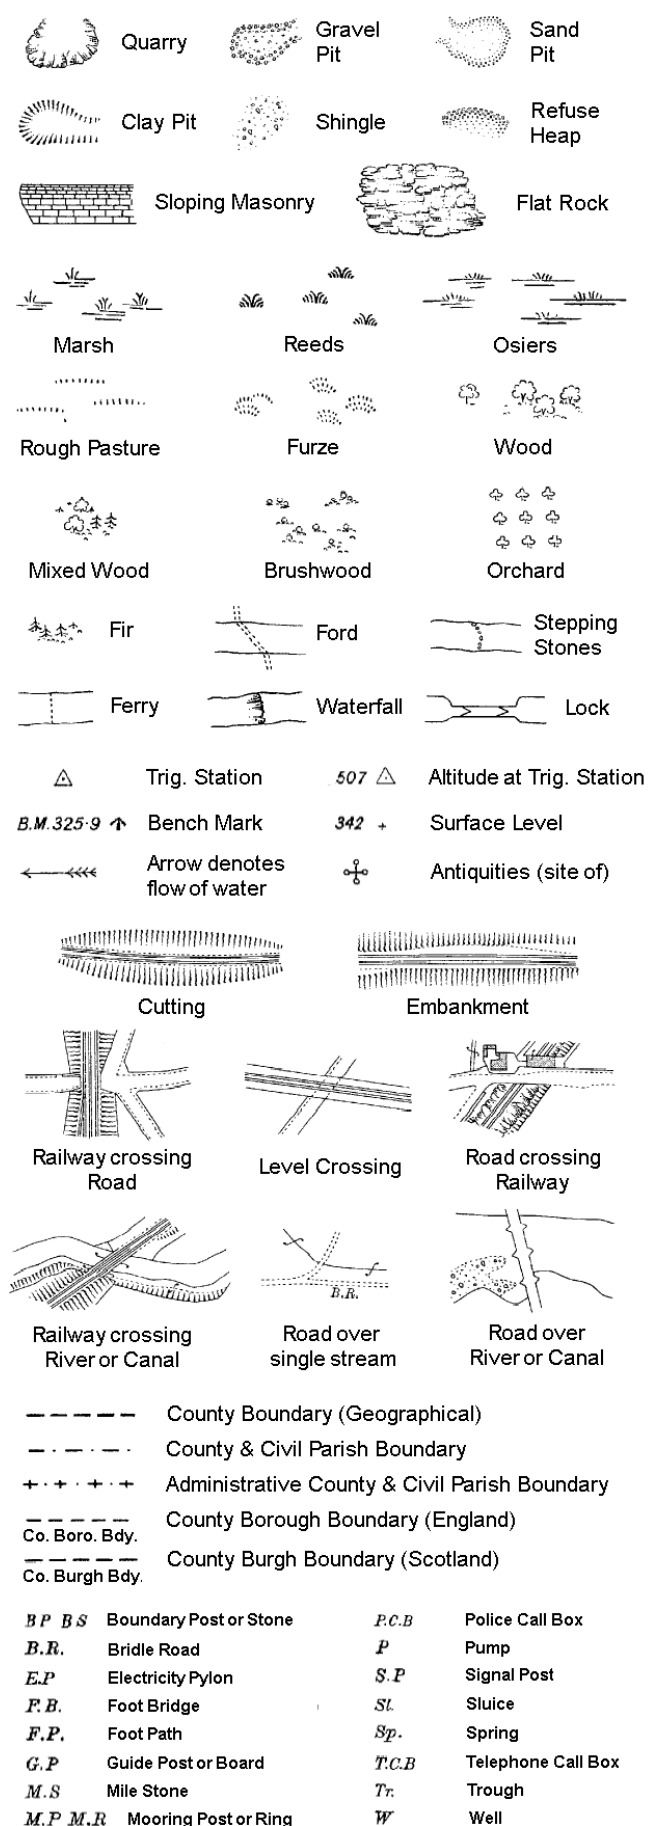 Quarry
Gravel
Pit
Sand
Pit
Clay Pit
Shingle
Refuse
Heap
Sloping Masonry
Flat Rock
Marsh
Reeds
Osiers
Rough Pasture
Furze
Wood
Mixed Wood
Brushwood
Orchard
Fir
Ford
Stepping
Stones
Ferry
Waterfall
Lock
Trig. Station
507
Altitude at Trig. Station
B.M.325·9
Bench Mark
342
Surface Level
Arrow denotes
flow of water
Antiquities (site of)
Cutting
Embankment
Railway crossing
Road
Level Crossing
Road crossing
Railway
B.R.
Railway crossing
River or Canal
Road over
single stream
Road over
River or Canal
County Boundary (Geographical)
County & Civil Parish Boundary
Administrative County & Civil Parish Boundary
Co. Boro. Bdy.
County Borough Boundary (England)
Co. Burgh Bdy.
County Burgh Boundary (Scotland)
B P B S Boundary Post or Stone
B.R. Bridle Road
E.P Electricity Pylon
F.B. Foot Bridge
F.P. Foot Path
G.P Guide Post or Board
M.S Mile Stone
M.P M.R Mooring Post or Ring
P.C.B Police Call Box
P Pump
S.P Signal Post
Sl. Sluice
Sp. Spring
T.C.B Telephone Call Box
Tr. Trough
W Well